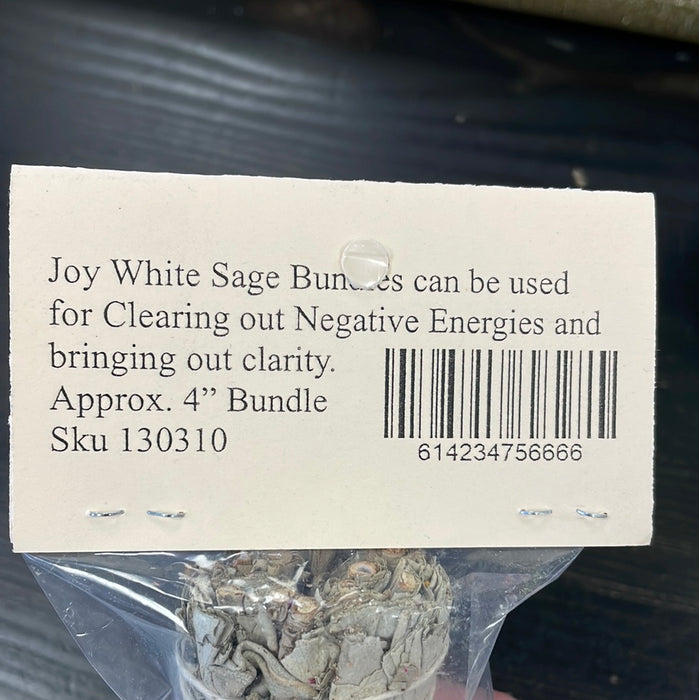 Joy White Sage Bundles can be used
for Clearing out Negative Energies and
bringing out clarity.
Approx. 4” Bundle
Sku 130310
614234756666